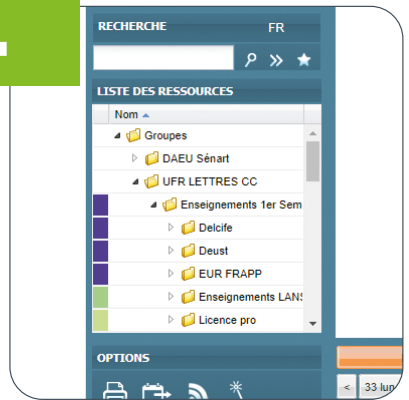 RECHERCHE FR
LISTE DES RESSOURCES
Nom
Groupes
DAEU Sénart
UFR LETTRES CC
Enseignements 1er Sem
Delcife
Deust
EUR FRAPP
Enseignements LANS
Licence pro
OPTIONS
< 33 lun